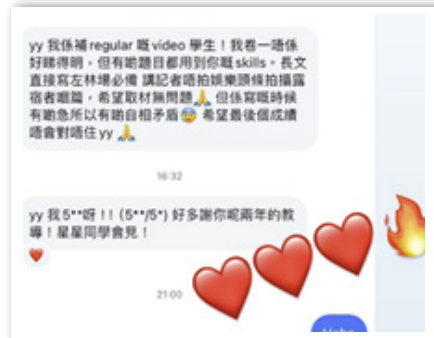 yy 我係補regular 嘅video 學生！我卷一唔係
好睇得明，但有啲題目都用到你嘅skills。長文
直接寫左林場必備 講記者唔拍娛樂頭條拍攝露
宿者嗰篇，希望取材無問題🙏 但係寫嘅時候
有啲急所以有啲自相矛盾😰 希望最後個成績
唔會對唔住 yy 🙏
16:32
yy 我 5**呀 !! (5**/5*) 好多謝你呢兩年的教
導！星星同學會見！
21:00